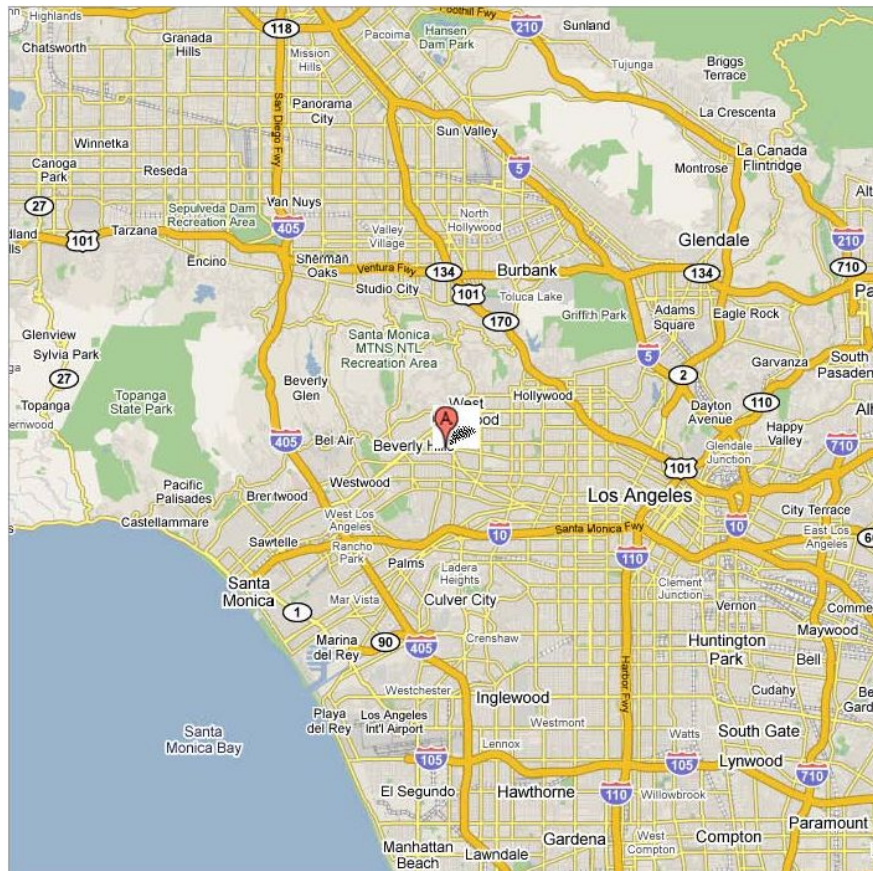 Highlands
Granada
Hills
118
Pacoima
Hansen
Dam Park
Foothill Fwy
210
Sunland
Chatsworth
Mission
Hills
Tujunga
Briggs
Terrace
San Diego Fwy
Panorama
City
La Crescenta
Winnetka
Sun Valley
La Canada
Flintridge
Canoga
Park
Reseda
5
Montrose
27
Sepulveda Dam
Recreation Area
Van Nuys
405
North
Hollywood
Valley
Village
101
Tarzana
Glendale
210
Encino
Sherman
Oaks
Ventura Fwy
134
Burbank
134
710
Studio City
101
Toluca Lake
170
Griffith Park
Adams
Square
Eagle Rock
Glenview
Sylvia Park
Santa Monica
MTNS NTL
Recreation Area
5
Garvanza
South
Pasaden
27
Topanga
Topanga
State Park
Beverly
Glen
2
West
Hollywood
110
Dayton
Avenue
A
405
Bel Air
Beverly Hills
Happy
Valley
Glendale
Junction
710
101
Pacific
Palisades
Westwood
Brentwood
Los Angeles
City Terrace
Castellammare
West Los
Angeles
10
Santa Monica Fwy
10
East Los
Angeles
60
Sawtelle
Rancho
Park
Palms
Ladera
Heights
110
Santa
Monica
Clement
Junction
1
Mar Vista
Culver City
Vernon
Comme
Marina
del Rey
90
405
Crenshaw
Harbor Fwy
Huntington
Park
Maywood
Bell
Westchester
Inglewood
Cudahy
Be
Gard
Playa
del Rey
Los Angeles
Int'l Airport
Westmont
Santa
Monica Bay
Lennox
Watts
South Gate
105
105
Lynwood
710
El Segundo
Hawthorne
110
Willowbrook
Manhattan
Beach
Lawndale
Gardena
West
Compton
Compton
Paramount